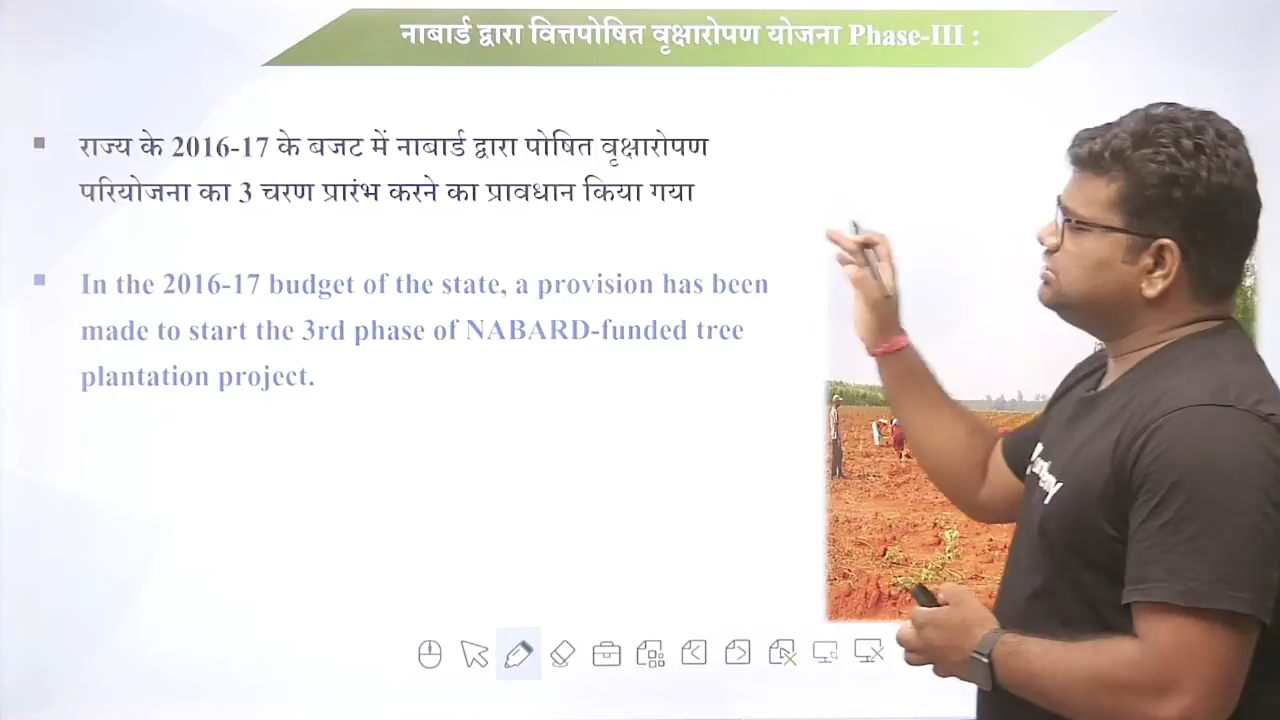 नाबार्ड द्वारा वित्तपोषित वृक्षारोपण योजना Phase-III :
राज्य के 2016-17 के बजट में नाबार्ड द्वारा पोषित वृक्षारोपण
परियोजना का 3 चरण प्रारंभ करने का प्रावधान किया गया
In the 2016-17 budget of the state, a provision has been
made to start the 3rd phase of NABARD-funded tree
plantation project.